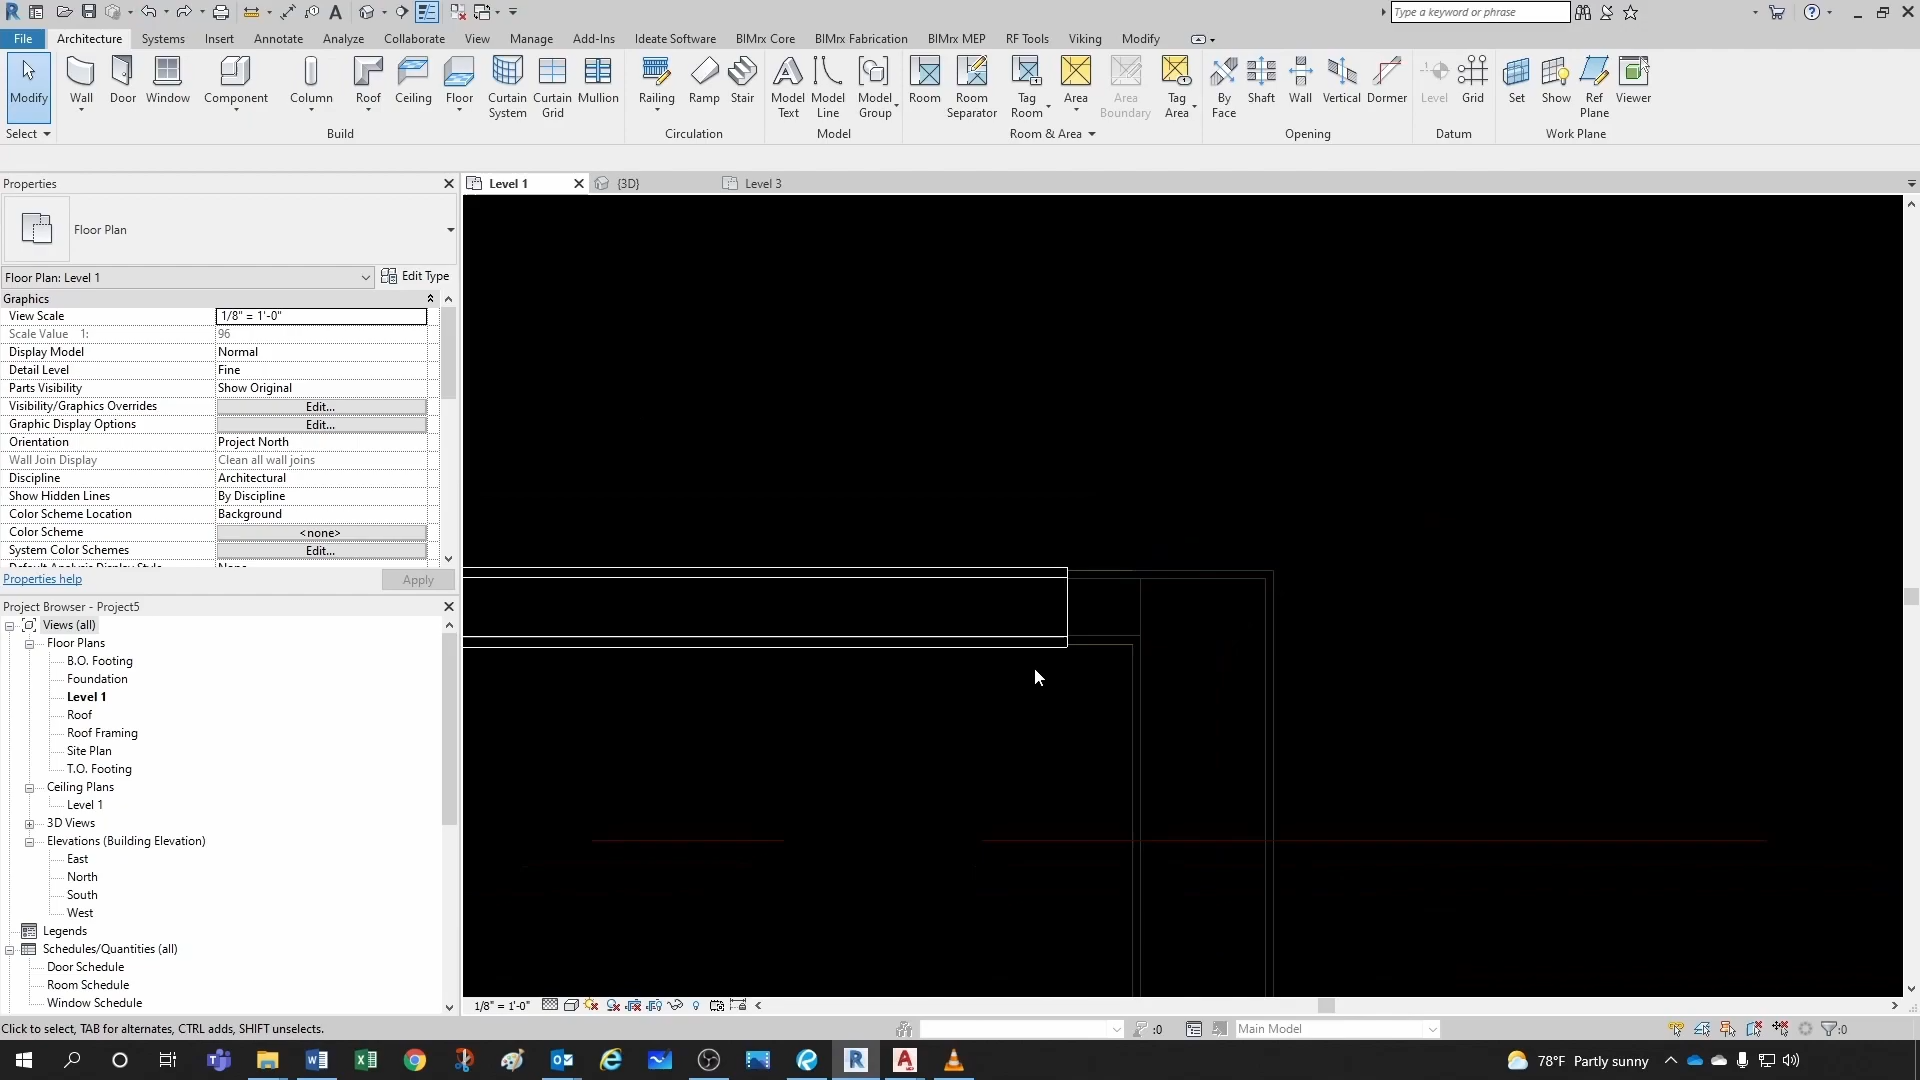 Type a keyword or phrase
File Architecture Systems Insert Annotate Analyze Collaborate View Manage Add-Ins Ideate Software BIMrx Core BIMrx Fabrication BIMrx MEP RF Tools Viking Modify
Modify Wall Door Window Component Column Roof Ceiling Floor Curtain System Curtain Grid Mullion Railing Ramp Stair Model Text Model Line Model Group Room Room Separator Tag Room Area Area Boundary Tag Area By Face Shaft Wall Vertical Dormer Level Grid Set Show Ref Plane Viewer
Select Build Circulation Model Room & Area Opening Datum Work Plane
Properties
Level 1 {3D} Level 3
Floor Plan
Floor Plan: Level 1 Edit Type
Graphics
View Scale 1/8" = 1'-0"
Scale Value 1: 96
Display Model Normal
Detail Level Fine
Parts Visibility Show Original
Visibility/Graphics Overrides Edit...
Graphic Display Options Edit...
Orientation Project North
Wall Join Display Clean all wall joins
Discipline Architectural
Show Hidden Lines By Discipline
Color Scheme Location Background
Color Scheme <none>
System Color Schemes Edit...
Default Analysis Display Style None
Properties help Apply
Project Browser - Project5
Views (all)
Floor Plans
B.O. Footing
Foundation
Level 1
Roof
Roof Framing
Site Plan
T.O. Footing
Ceiling Plans
Level 1
3D Views
Elevations (Building Elevation)
East
North
South
West
Legends
Schedules/Quantities (all)
Door Schedule
Room Schedule
Window Schedule
1/8" = 1'-0"
Click to select, TAB for alternates, CTRL adds, SHIFT unselects. :0 Main Model :0
78°F Partly sunny